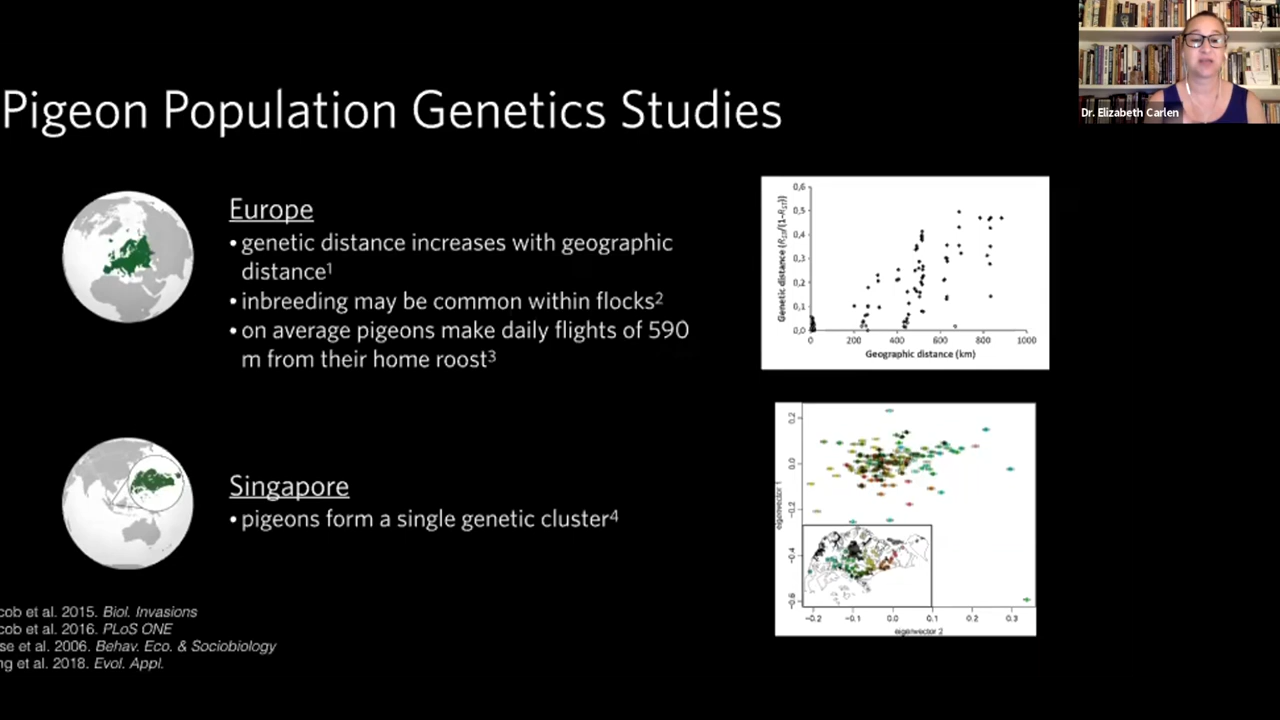 Dr. Elizabeth Carlen
Pigeon Population Genetics Studies
Europe
• genetic distance increases with geographic
distance¹
• inbreeding may be common within flocks²
• on average pigeons make daily flights of 590
m from their home roost³
Genetic distance (R_ST/(1-R_ST))
0,6
0,5
0,4
0,3
0,2
0,1
0,0
0 200 400 600 800 1000
Geographic distance (km)
Singapore
• pigeons form a single genetic cluster⁴
eigenvector 1
0.2
0.0
−0.2
−0.4
−0.6
−0.2 −0.1 0.0 0.1 0.2 0.3
eigenvector 2
cob et al. 2015. Biol. Invasions
cob et al. 2016. PLoS ONE
se et al. 2006. Behav. Eco. & Sociobiology
ng et al. 2018. Evol. Appl.